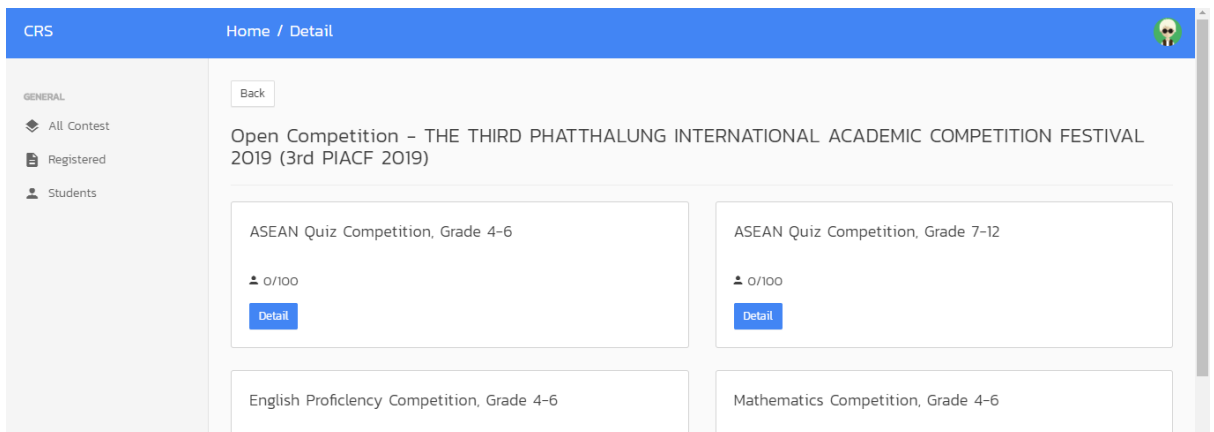 CRS
Home / Detail
GENERAL
All Contest
Registered
Students
Back
Open Competition - THE THIRD PHATTHALUNG INTERNATIONAL ACADEMIC COMPETITION FESTIVAL
2019 (3rd PIACF 2019)
ASEAN Quiz Competition, Grade 4-6
0/100
Detail
ASEAN Quiz Competition, Grade 7-12
0/100
Detail
English Proficlency Competition, Grade 4-6
Mathematics Competition, Grade 4-6